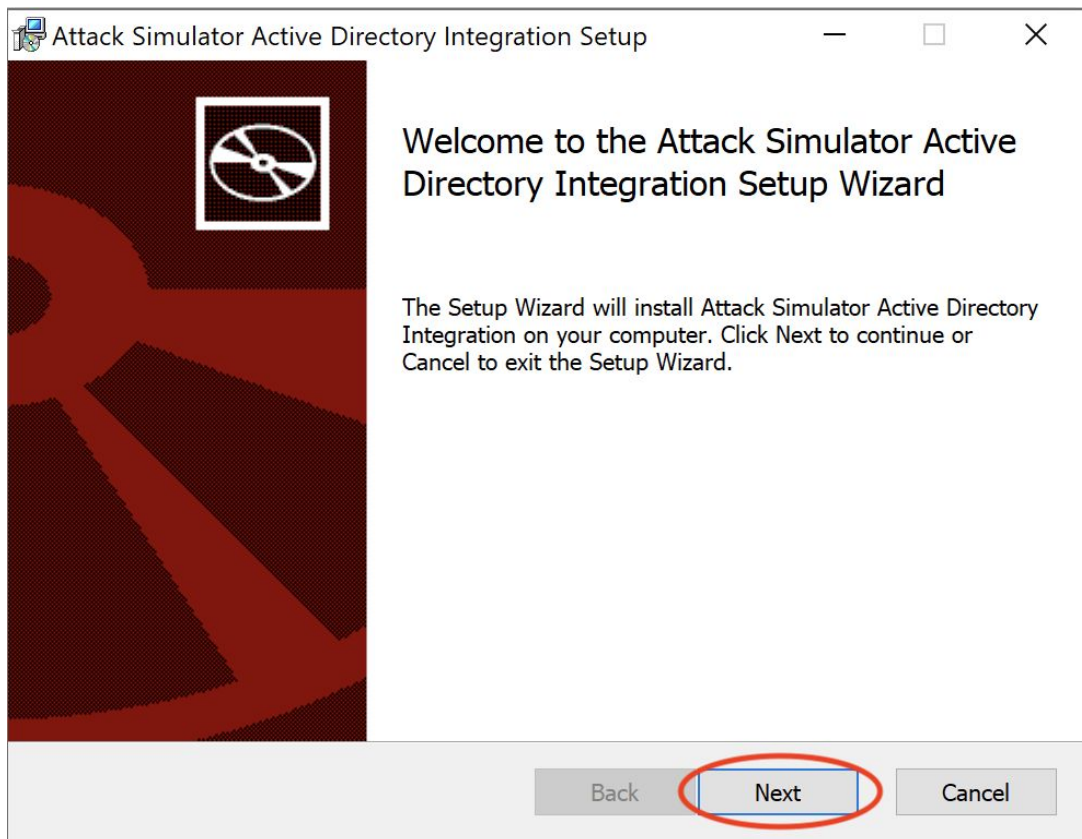 Attack Simulator Active Directory Integration Setup
Welcome to the Attack Simulator Active
Directory Integration Setup Wizard
The Setup Wizard will install Attack Simulator Active Directory
Integration on your computer. Click Next to continue or
Cancel to exit the Setup Wizard.
Back Next Cancel